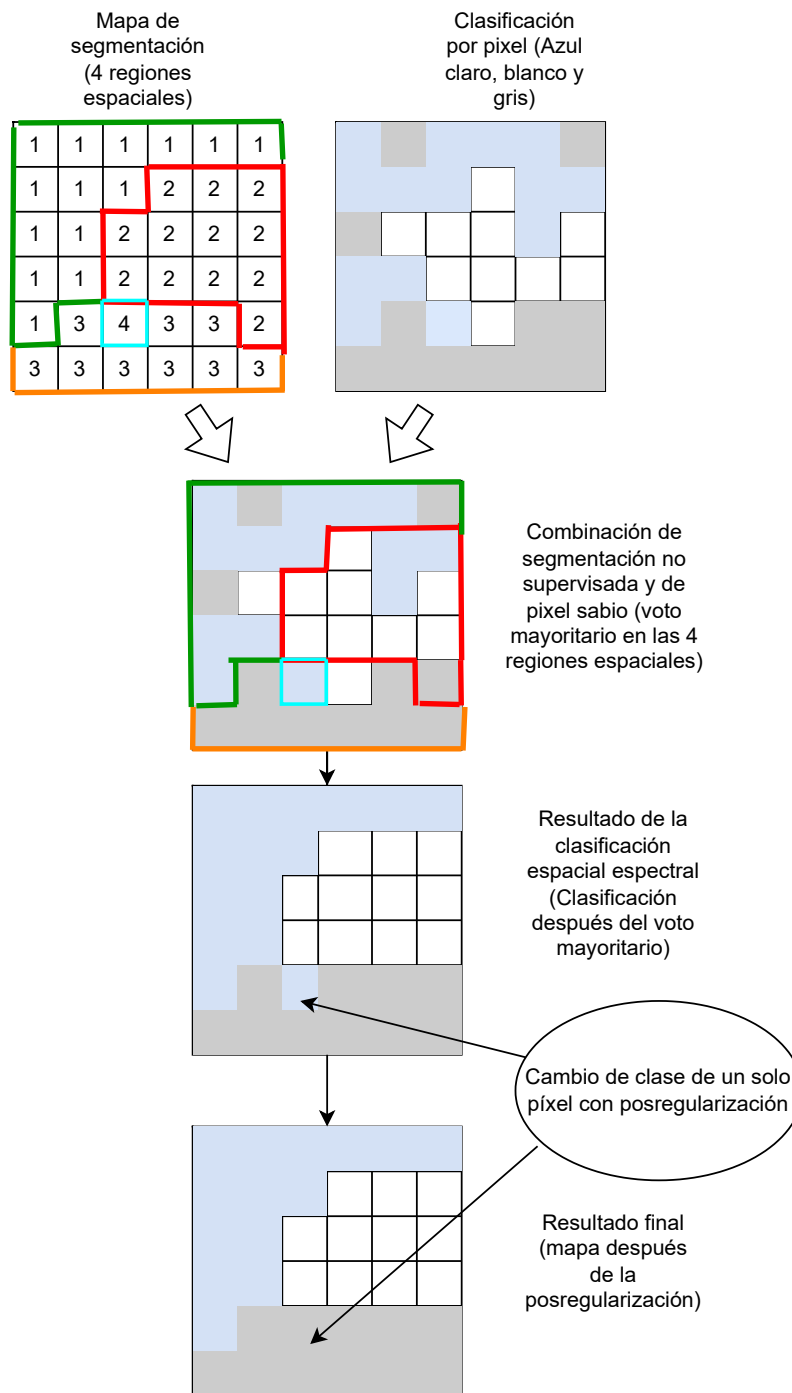 Mapa de
segmentación
(4 regiones
espaciales)
Clasificación
por pixel (Azul
claro, blanco y
gris)
1 1 1 1 1 1
1 1 1 2 2 2
1 1 2 2 2 2
1 1 2 2 2 2
1 3 4 3 3 2
3 3 3 3 3 3
Combinación de
segmentación no
supervisada y de
pixel sabio (voto
mayoritario en las 4
regiones espaciales)
Resultado de la
clasificación
espacial espectral
(Clasificación
después del voto
mayoritario)
Cambio de clase de un solo
píxel con posregularización
Resultado final
(mapa después
de la
posregularización)